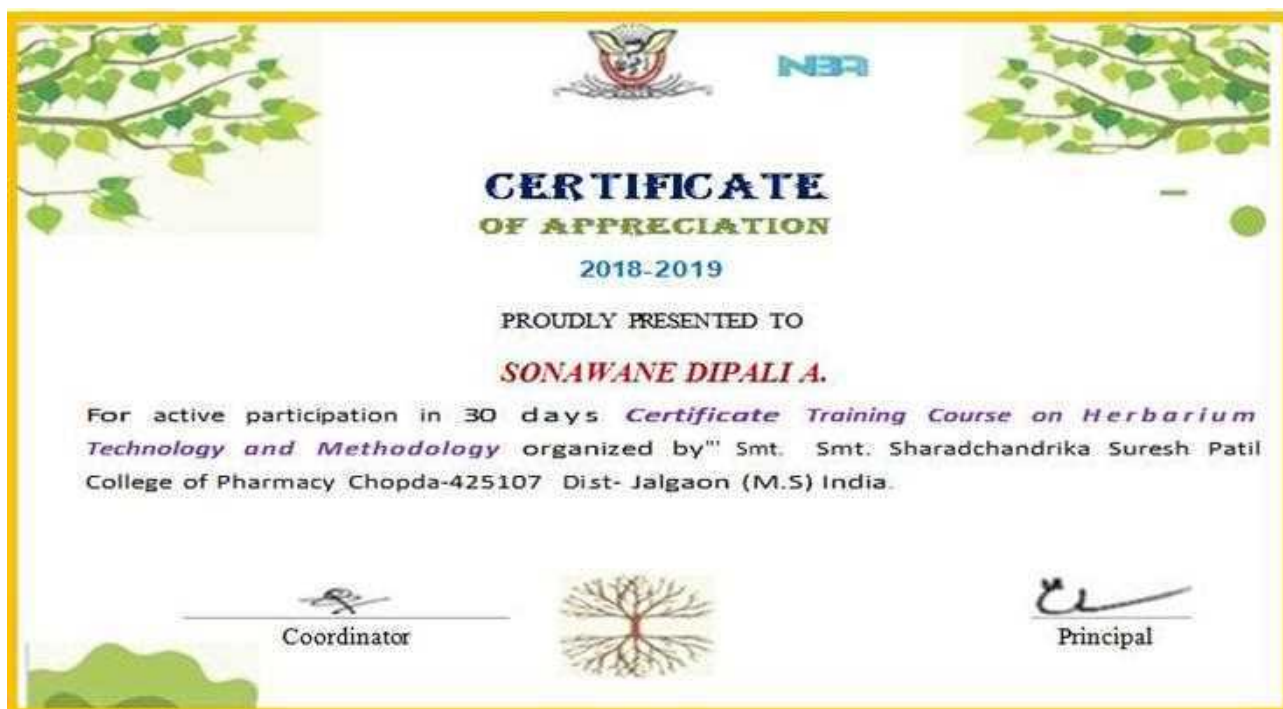 NBA
CERTIFICATE
OF APPRECIATION
2018-2019
PROUDLY PRESENTED TO
SONAWANE DIPALI A.
For active participation in 30 days Certificate Training Course on Herbarium
Technology and Methodology organized by"' Smt. Smt. Sharadchandrika Suresh Patil
College of Pharmacy Chopda-425107 Dist- Jalgaon (M.S) India.
Coordinator
Principal